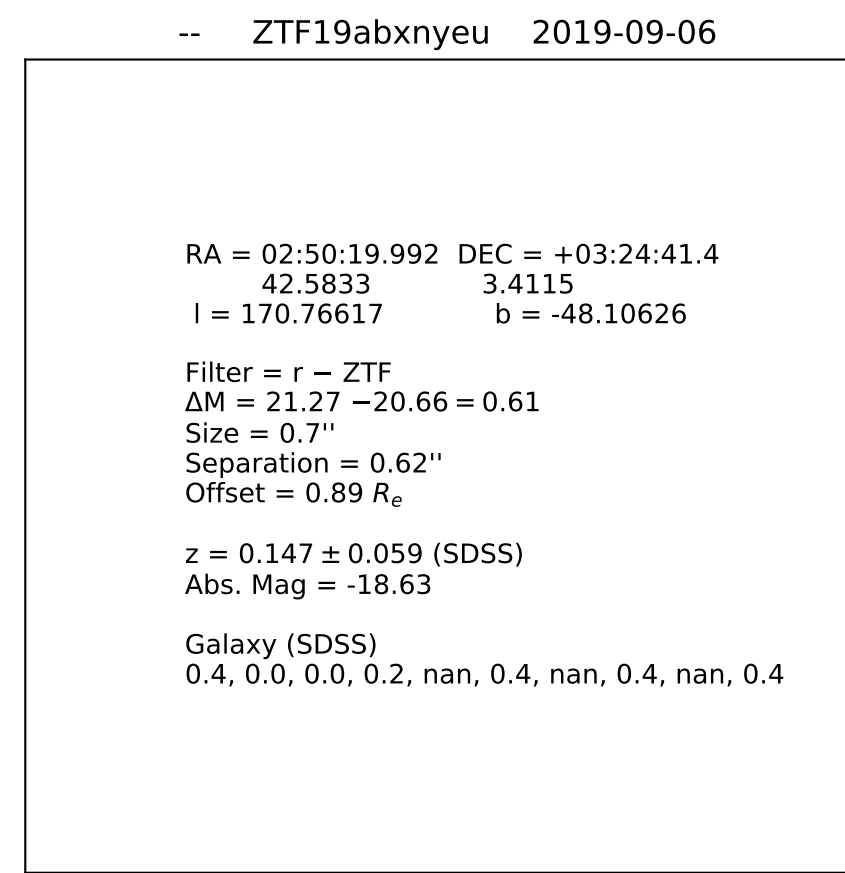 -- ZTF19abxnyeu 2019-09-06
RA = 02:50:19.992 DEC = +03:24:41.4
42.5833 3.4115
l = 170.76617 b = -48.10626
Filter = r − ZTF
ΔM = 21.27 −20.66 = 0.61
Size = 0.7''
Separation = 0.62''
Offset = 0.89 Re
z = 0.147 ± 0.059 (SDSS)
Abs. Mag = -18.63
Galaxy (SDSS)
0.4, 0.0, 0.0, 0.2, nan, 0.4, nan, 0.4, nan, 0.4